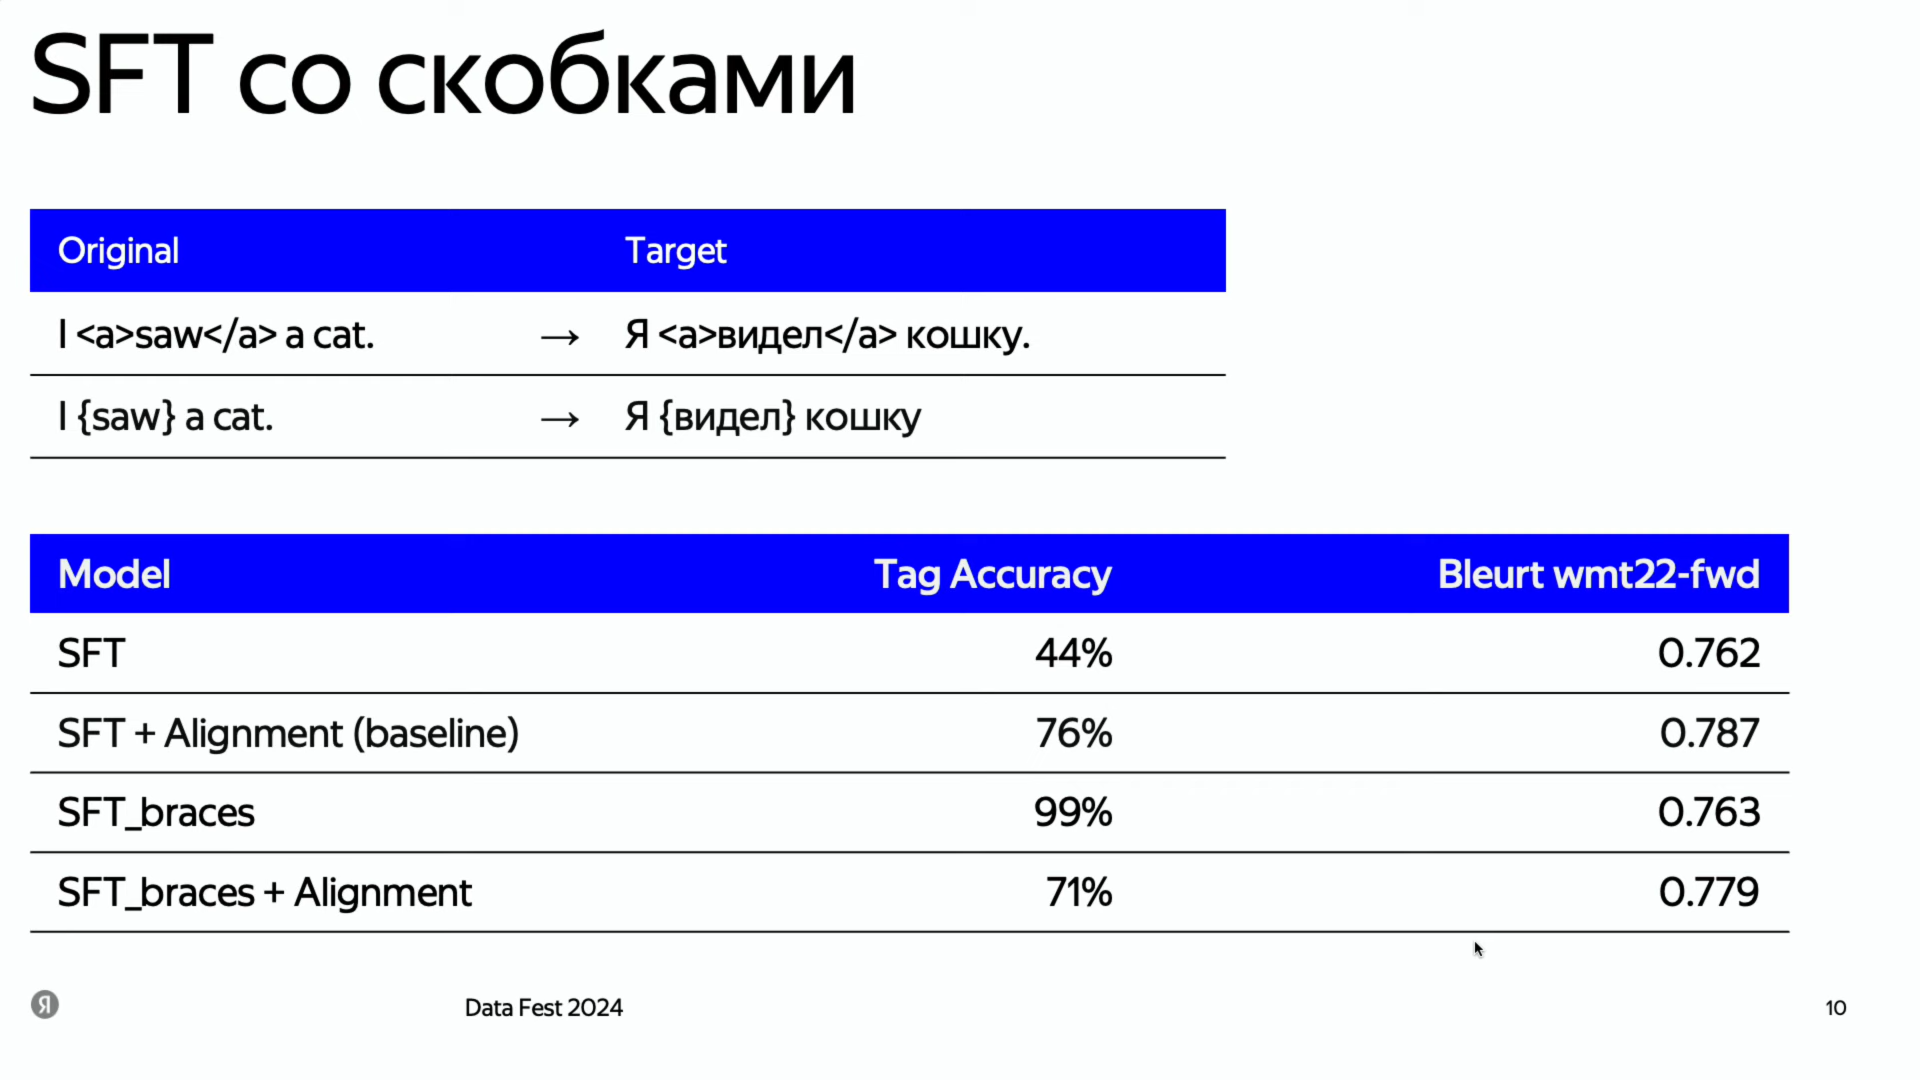 SFT со скобками
Original Target
I <a>saw</a> a cat. → Я <a>видел</a> кошку.
I {saw} a cat. → Я {видел} кошку
Model Tag Accuracy Bleurt wmt22-fwd
SFT 44% 0.762
SFT + Alignment (baseline) 76% 0.787
SFT_braces 99% 0.763
SFT_braces + Alignment 71% 0.779
Я Data Fest 2024 10